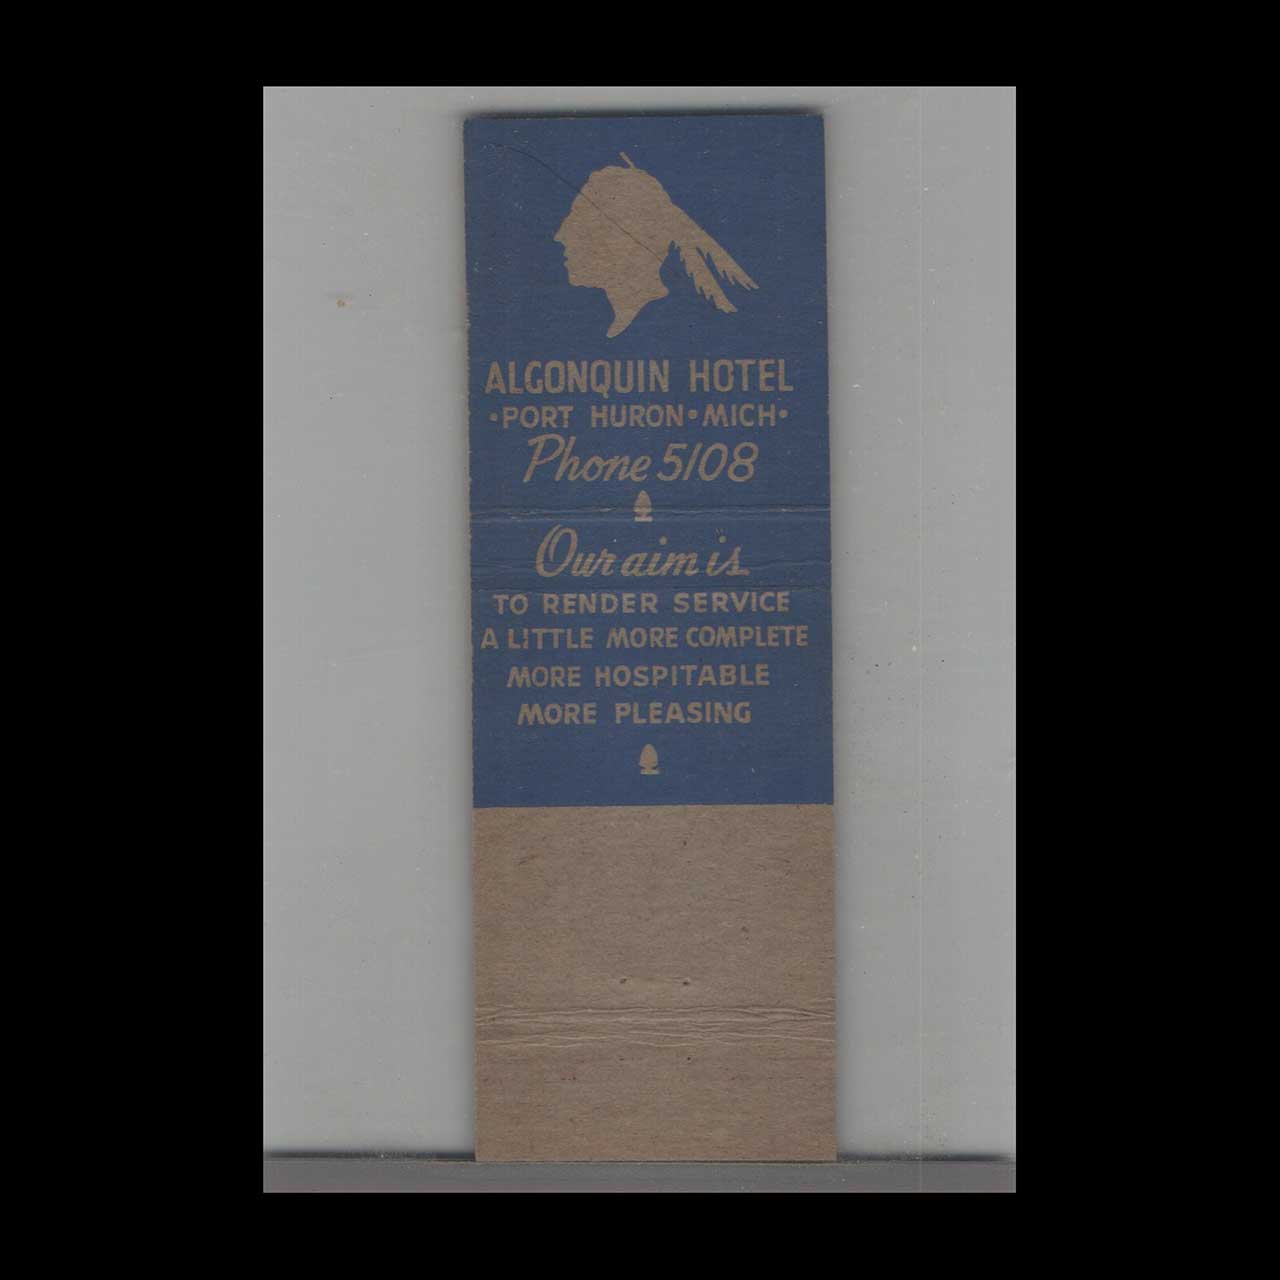 ALGONQUIN HOTEL
•PORT HURON•MICH•
Phone 5108
Our aim is
TO RENDER SERVICE
A LITTLE MORE COMPLETE
MORE HOSPITABLE
MORE PLEASING